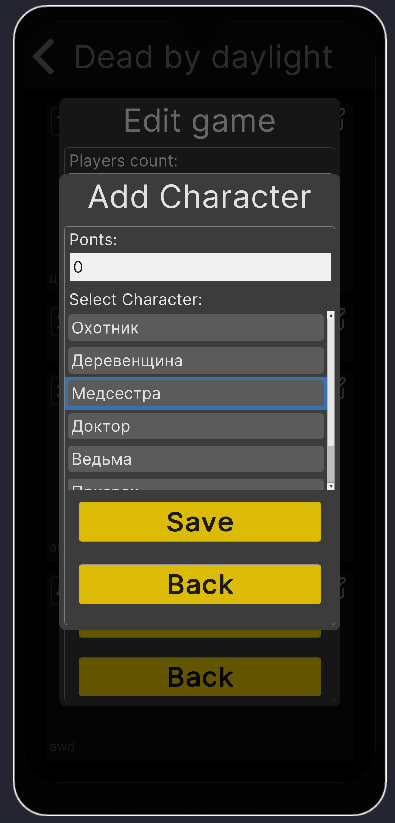 Dead by daylight
Edit game
Players count:
Add Character
Ponts:
0
Select Character:
Охотник
Деревенщина
Медсестра
Доктор
Ведьма
Save
Back
Back
awd